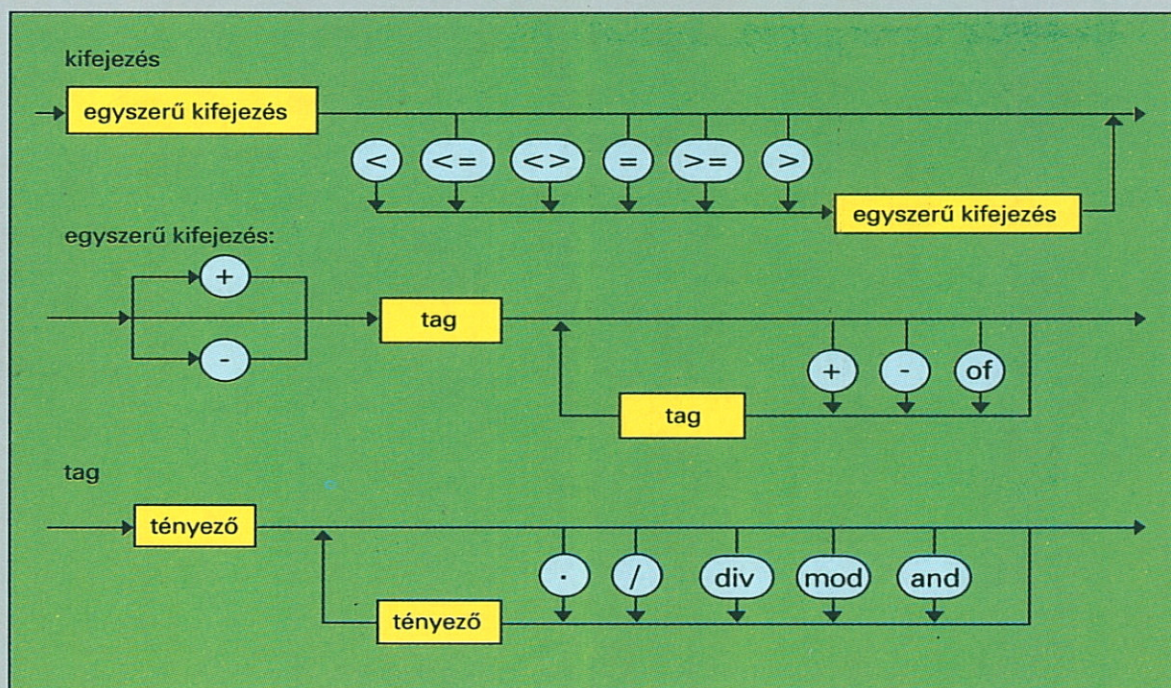 kifejezés
egyszerű kifejezés
< <= <> = >= >
egyszerű kifejezés
egyszerű kifejezés:
+
-
tag
+ - of
tag
tag
tényező
· / div mod and
tényező